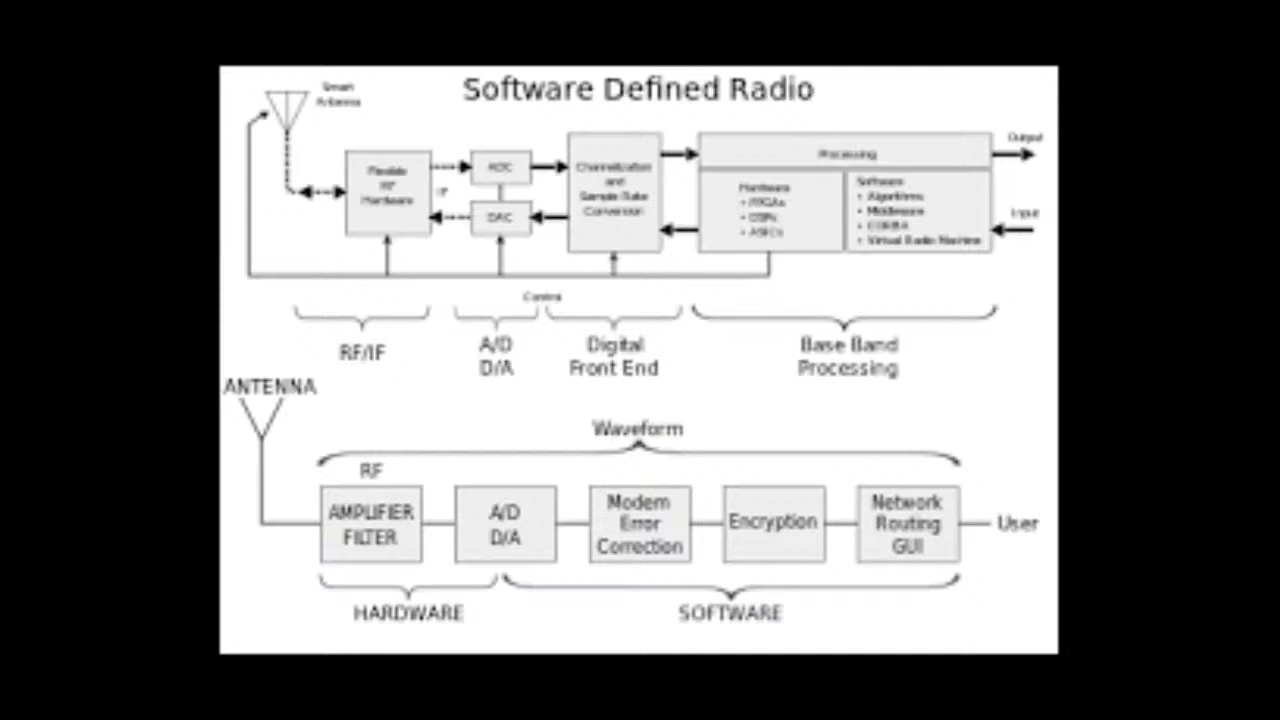 Software Defined Radio
Smart
Antenna
Flexible
RF
Hardware
IF
ADC
DAC
Channelization
and
Sample Rate
Conversion
Processing
Hardware
• FPGAs
• DSPs
• ASICs
Software
• Algorithms
• Middleware
• CORBA
• Virtual Radio Machine
Output
Input
Control
RF/IF
A/D
D/A
Digital
Front End
Base Band
Processing
ANTENNA
Waveform
RF
AMPLIFIER
FILTER
A/D
D/A
Modem
Error
Correction
Encryption
Network
Routing
GUI
User
HARDWARE
SOFTWARE